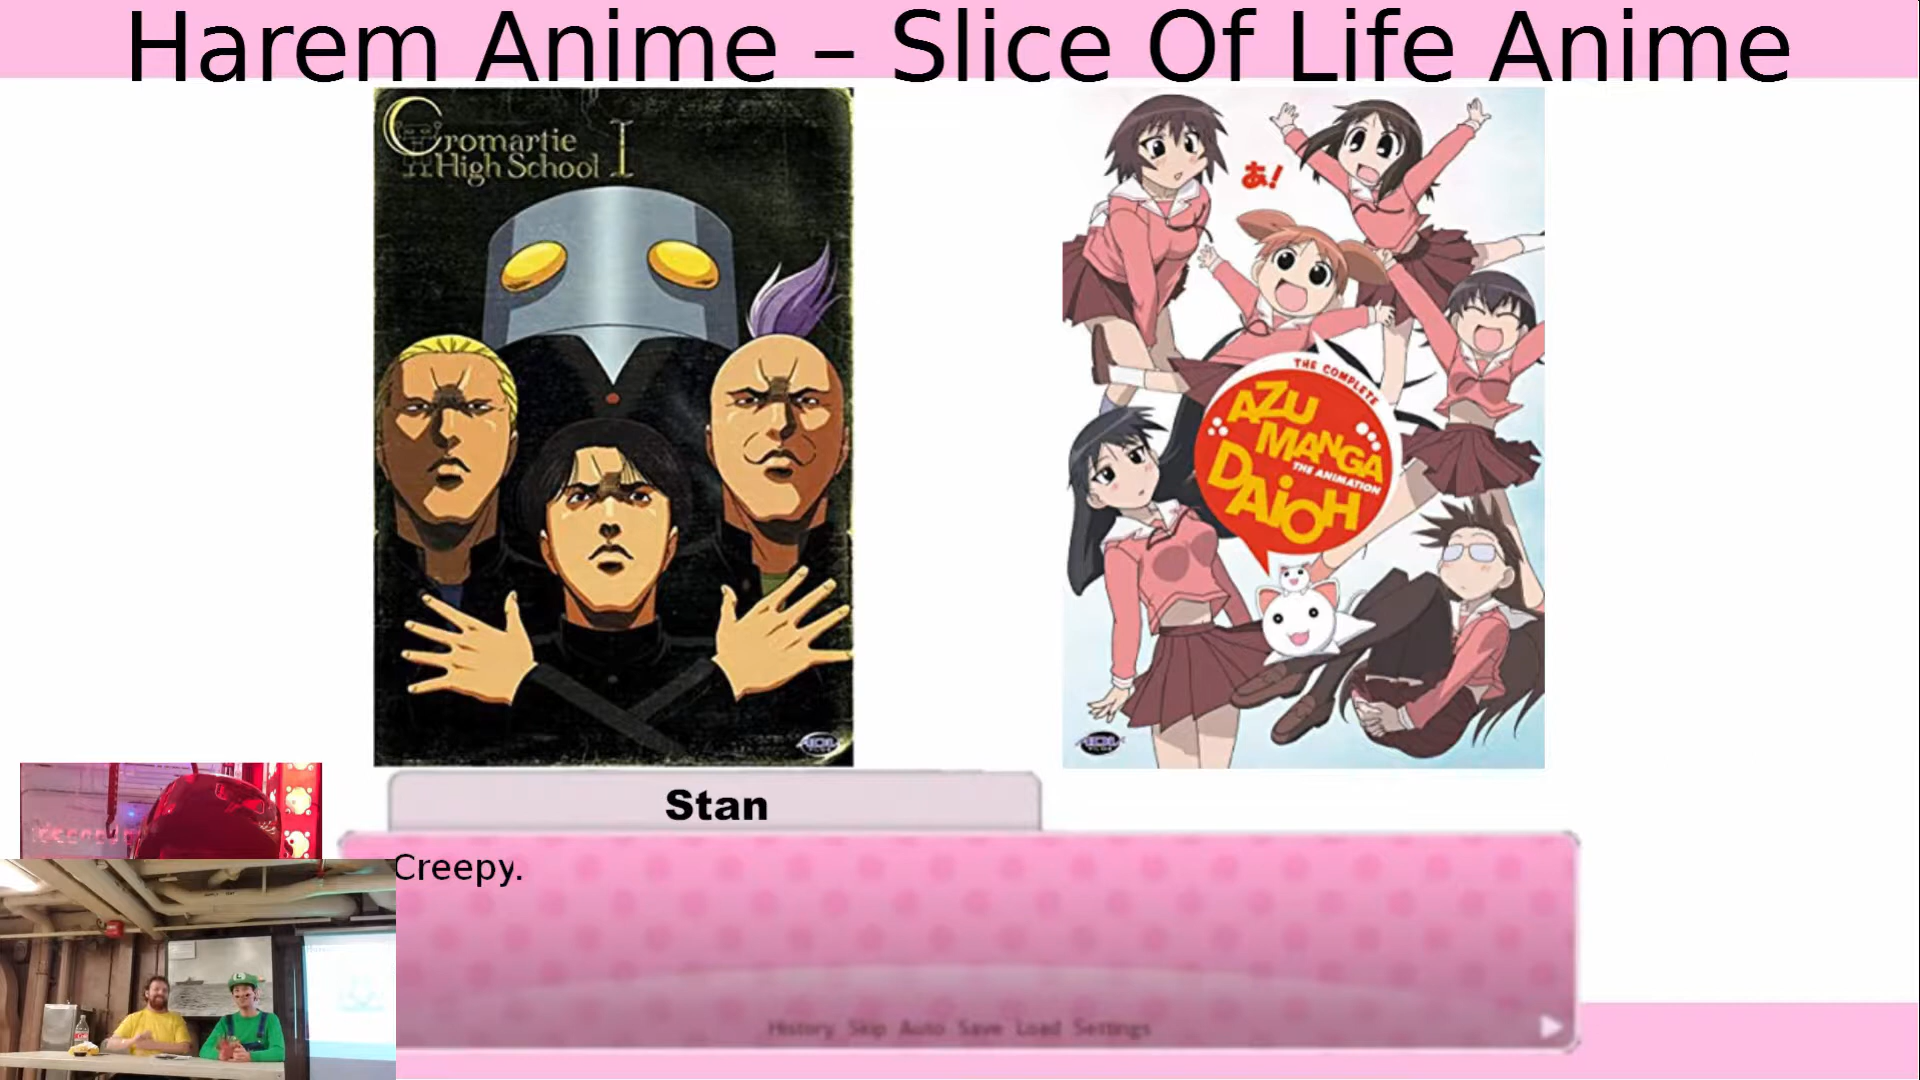 Harem Anime – Slice Of Life Anime
Cromartie
High School I
あ!
THE COMPLETE
AZU
MANGA
THE ANIMATION
DAIOH
Stan
Creepy.
History Skip Auto Save Load Settings